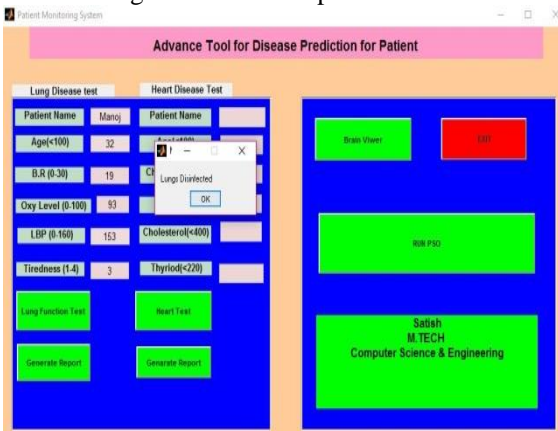 Patient Monitoring System
Advance Tool for Disease Prediction for Patient
Lung Disease test
Heart Disease Test
Patient Name Manoj
Age(<100) 32
B.R (0-30) 19
Oxy Level (0-100) 93
LBP (0-160) 153
Tiredness (1-4) 3
Lung Function Test
Generate Report
Patient Name
Cholesterol(<400)
Thyriod(<220)
Heart Test
Genarate Report
Lungs Disinfected
OK
Brain Viwer
EXIT
RUN PSO
Satish
M.TECH
Computer Science & Engineering